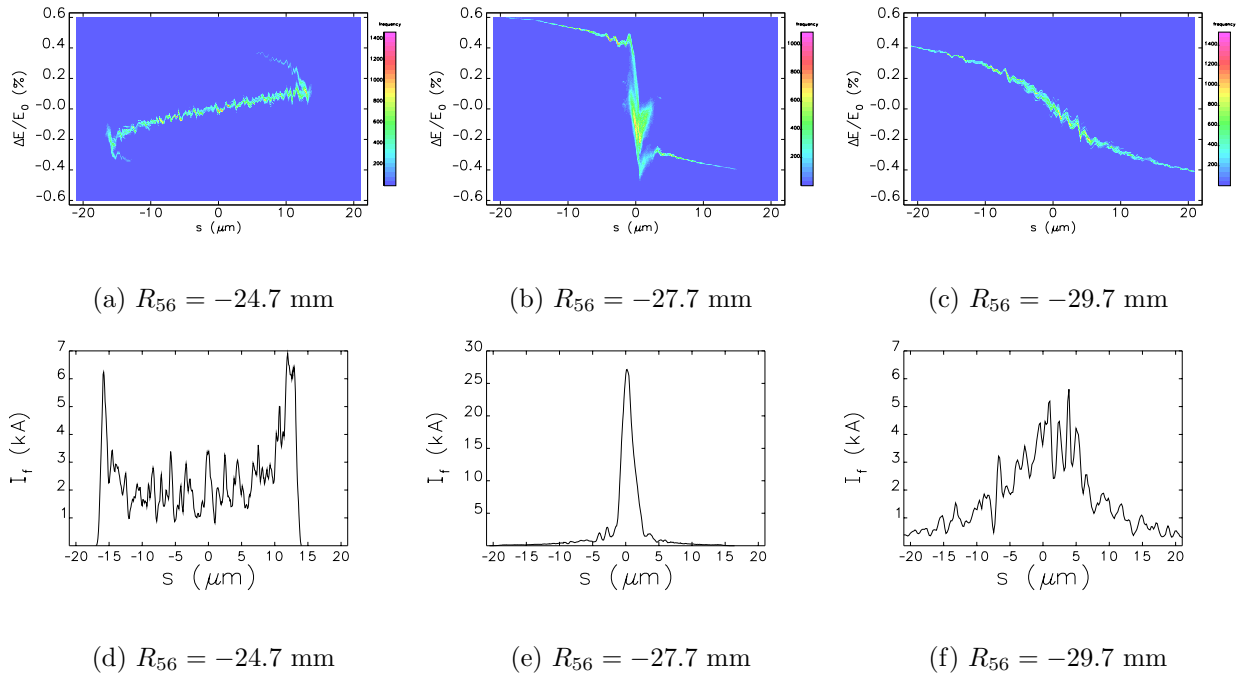 frequency
1400
1200
1000
800
600
400
200
0.6
0.4
0.2
-0.0
-0.2
-0.4
-0.6
ΔE/E₀ (%)
-20 -10 0 10 20
s (μm)
(a) R₅₆ = −24.7 mm
frequency
1000
800
600
400
200
0.6
0.4
0.2
-0.0
-0.2
-0.4
-0.6
ΔE/E₀ (%)
-20 -10 0 10 20
s (μm)
(b) R₅₆ = −27.7 mm
frequency
1400
1200
1000
800
600
400
200
0.6
0.4
0.2
-0.0
-0.2
-0.4
-0.6
ΔE/E₀ (%)
-20 -10 0 10 20
s (μm)
(c) R₅₆ = −29.7 mm
7
6
5
4
3
2
1
I_f (kA)
-20 -15 -10 -5 0 5 10 15 20
s (μm)
(d) R₅₆ = −24.7 mm
30
25
20
15
10
5
I_f (kA)
-20 -15 -10 -5 0 5 10 15 20
s (μm)
(e) R₅₆ = −27.7 mm
7
6
5
4
3
2
1
I_f (kA)
-20 -15 -10 -5 0 5 10 15 20
s (μm)
(f) R₅₆ = −29.7 mm